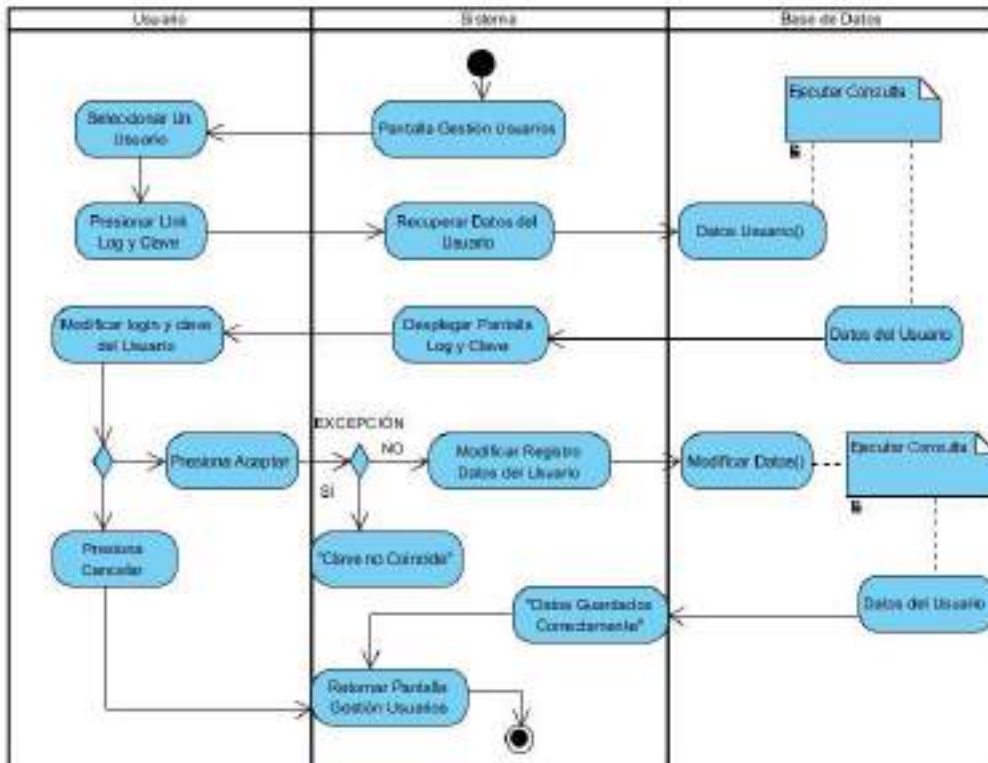 Usuario
Sistema
Base de Datos
Ejecutar Consulta
Seleccionar Un
Usuario
Pantalla Gestión Usuarios
Presionar Link
Log y Clave
Recuperar Datos del
Usuario
Datos Usuario()
Modificar login y clave
del Usuario
Desplegar Pantalla
Log y Clave
Datos del Usuario
EXCEPCIÓN
NO
Presiona Aceptar
Modificar Registro
Datos del Usuario
Modificar Datos()
Ejecutar Consulta
SI
Presiona
Cancelar
"Clave no Coincide"
"Datos Guardados
Correctamente"
Datos del Usuario
Retornar Pantalla
Gestión Usuarios